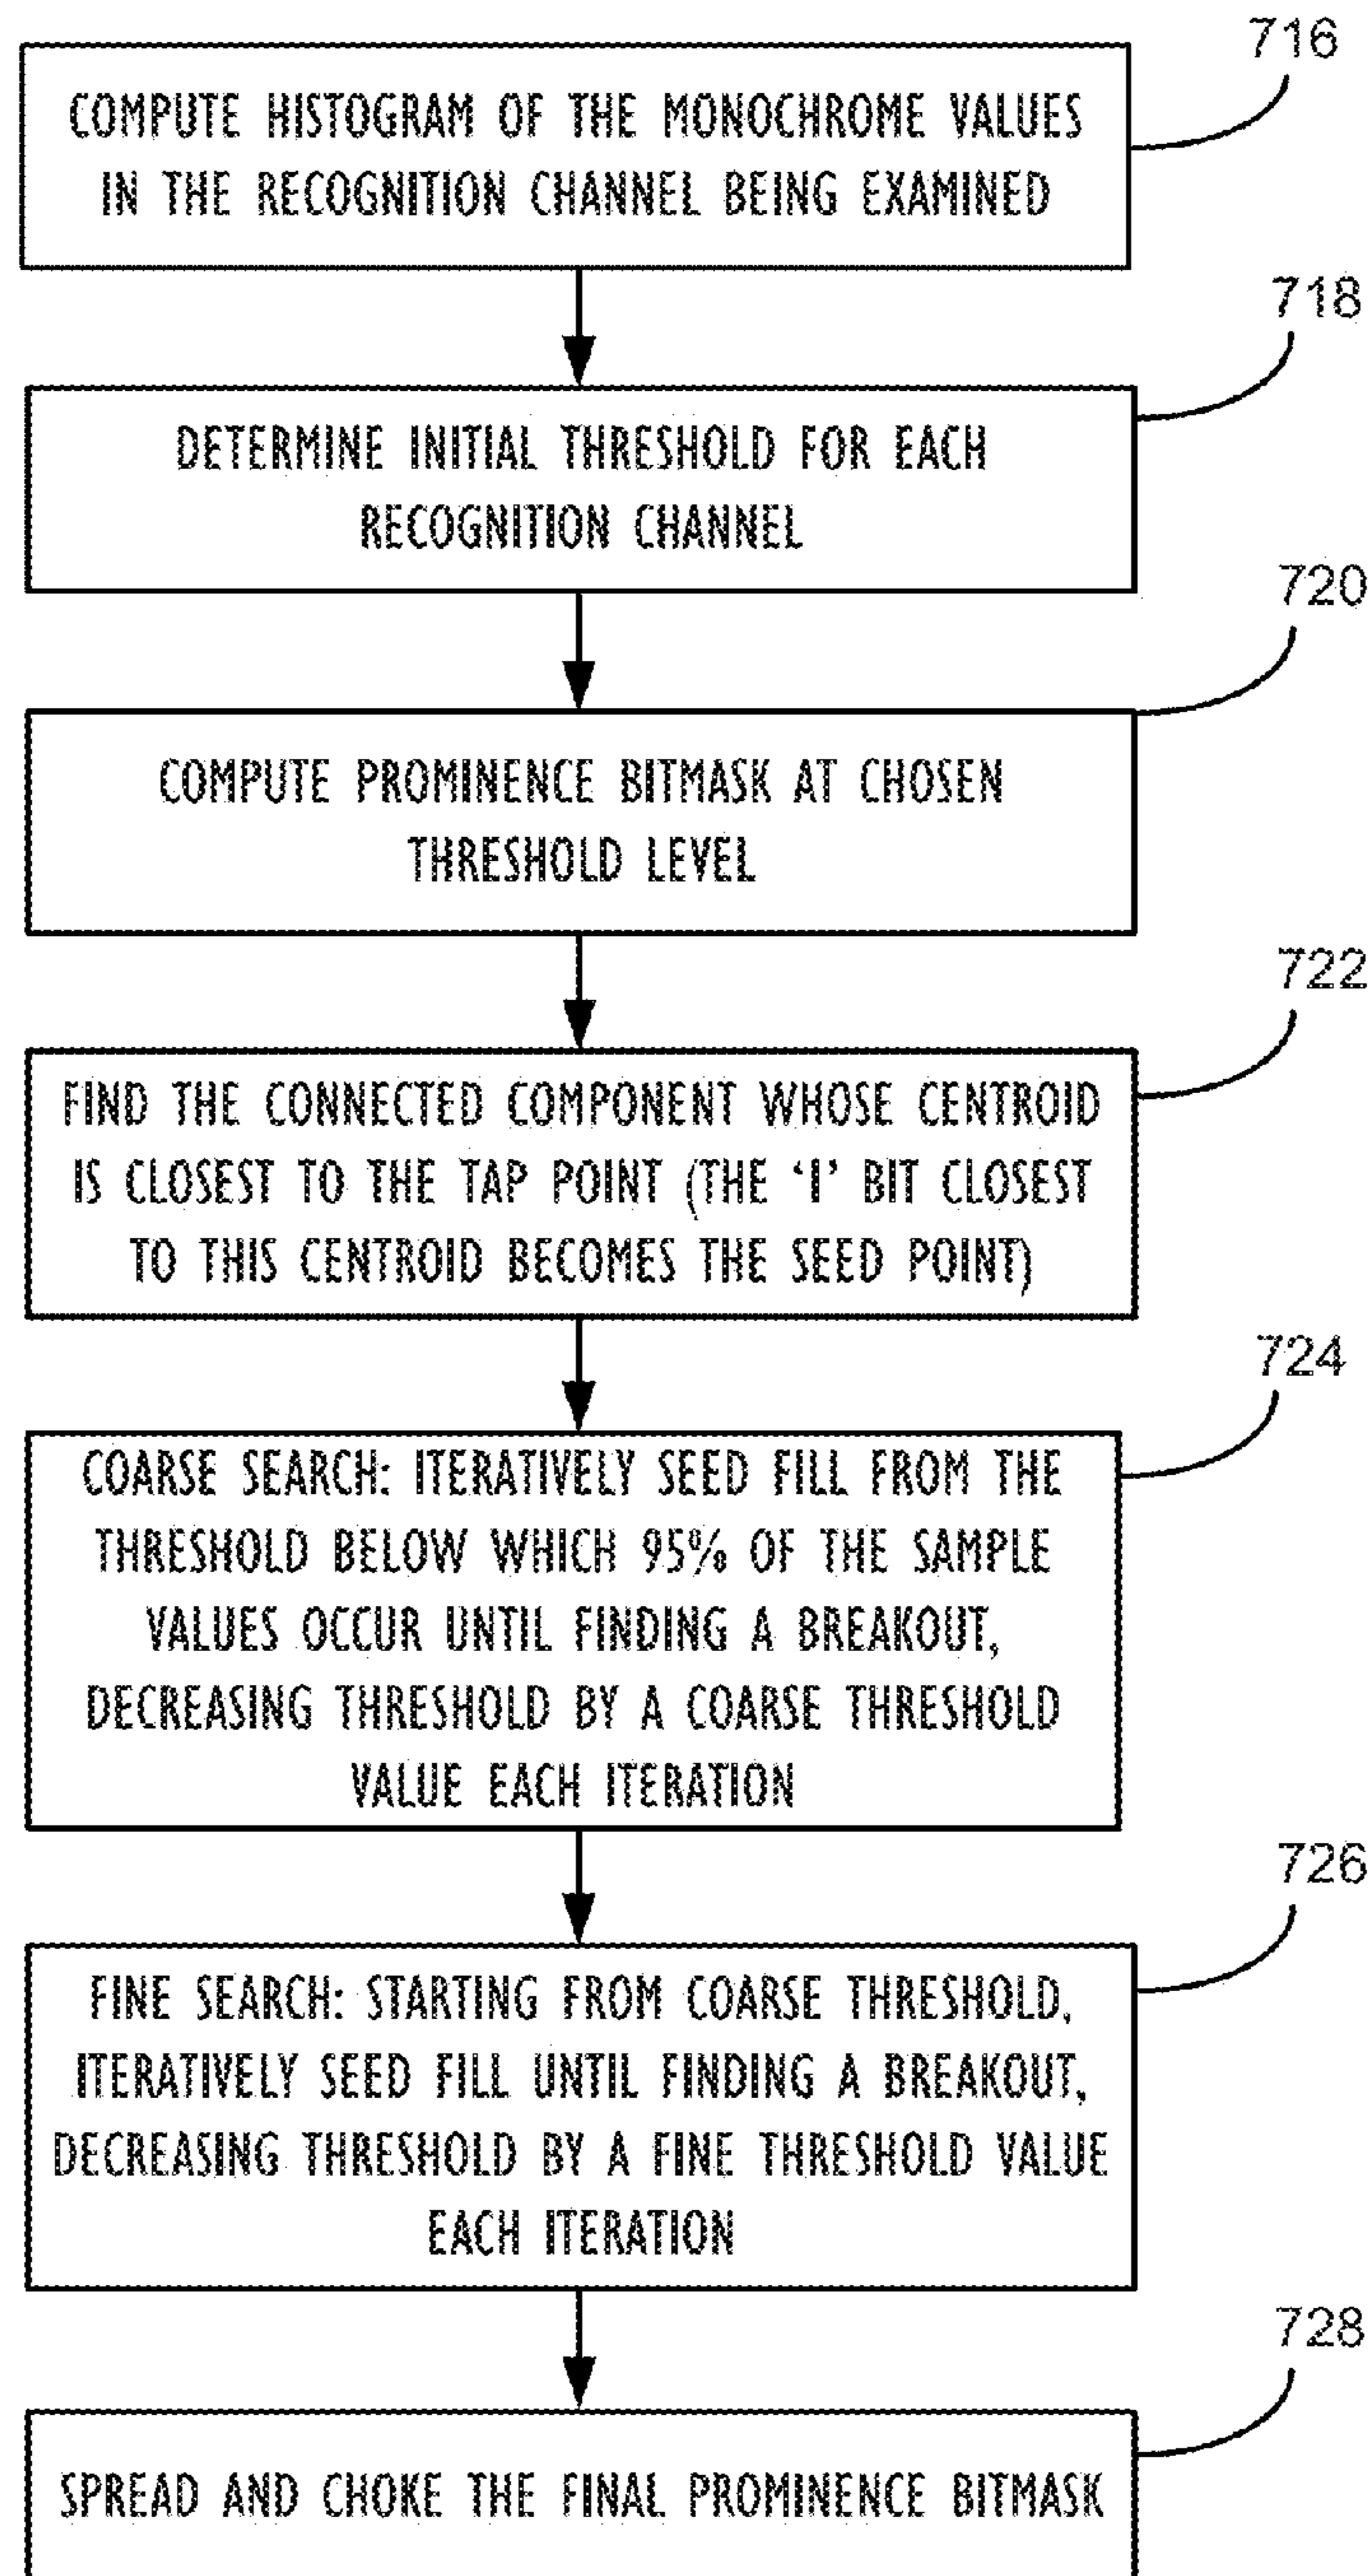 716
COMPUTE HISTOGRAM OF THE MONOCHROME VALUES
IN THE RECOGNITION CHANNEL BEING EXAMINED
718
DETERMINE INITIAL THRESHOLD FOR EACH
RECOGNITION CHANNEL
720
COMPUTE PROMINENCE BITMASK AT CHOSEN
THRESHOLD LEVEL
722
FIND THE CONNECTED COMPONENT WHOSE CENTROID
IS CLOSEST TO THE TAP POINT (THE ‘1’ BIT CLOSEST
TO THIS CENTROID BECOMES THE SEED POINT)
724
COARSE SEARCH: ITERATIVELY SEED FILL FROM THE
THRESHOLD BELOW WHICH 95% OF THE SAMPLE
VALUES OCCUR UNTIL FINDING A BREAKOUT,
DECREASING THRESHOLD BY A COARSE THRESHOLD
VALUE EACH ITERATION
726
FINE SEARCH: STARTING FROM COARSE THRESHOLD,
ITERATIVELY SEED FILL UNTIL FINDING A BREAKOUT,
DECREASING THRESHOLD BY A FINE THRESHOLD VALUE
EACH ITERATION
728
SPREAD AND CHOKE THE FINAL PROMINENCE BITMASK